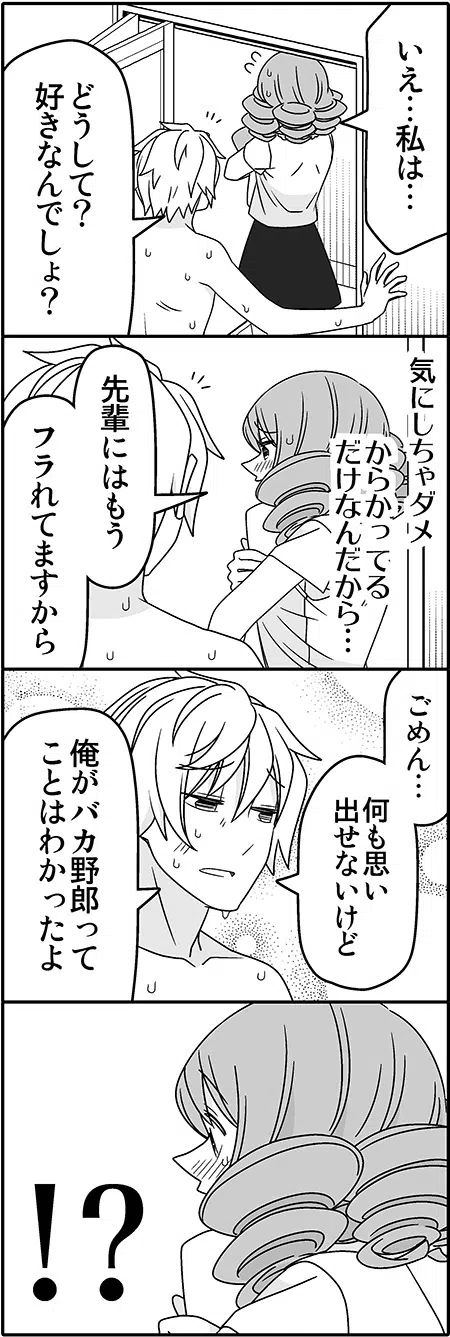 いえ…私は…
どうして？
好きなんでしょ？
気にしちゃダメ
からかってる
だけなんだから…
先輩にはもう
フラれてますから
ごめん…
何も思い
出せないけど
俺がバカ野郎って
ことはわかったよ
！？